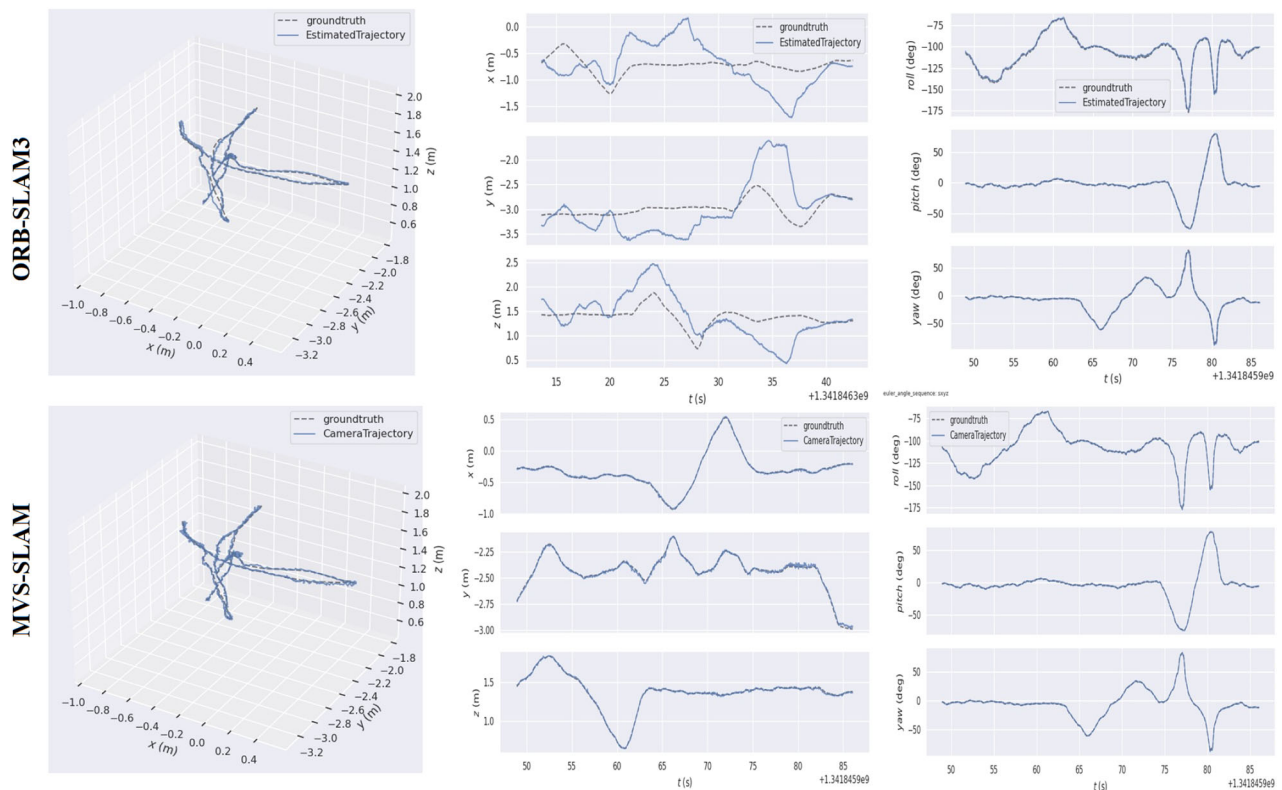 ORB-SLAM3
groundtruth
EstimatedTrajectory
2.0
1.8
1.6
1.4
1.2
1.0
0.8
0.6
z (m)
−1.8
−2.0
−2.2
−2.4
−2.6
−2.8
−3.0
−3.2
y (m)
−1.0
−0.8
−0.6
−0.4
−0.2
0.0
0.2
0.4
x (m)
groundtruth
EstimatedTrajectory
0.0
−0.5
−1.0
−1.5
x (m)
−2.0
−2.5
−3.0
−3.5
y (m)
2.5
2.0
1.5
1.0
0.5
z (m)
15 20 25 30 35 40
t (s)
+1.3418463e9
−75
−100
−125
−150
−175
roll (deg)
groundtruth
EstimatedTrajectory
50
0
−50
pitch (deg)
50
0
−50
yaw (deg)
50 55 60 65 70 75 80 85
t (s)
+1.3418459e9
MVS-SLAM
groundtruth
CameraTrajectory
2.0
1.8
1.6
1.4
1.2
1.0
0.8
0.6
z (m)
−1.8
−2.0
−2.2
−2.4
−2.6
−2.8
−3.0
−3.2
y (m)
−1.0
−0.8
−0.6
−0.4
−0.2
0.0
0.2
0.4
x (m)
groundtruth
CameraTrajectory
0.5
0.0
−0.5
−1.0
x (m)
−2.25
−2.50
−2.75
−3.00
y (m)
1.5
1.0
z (m)
50 55 60 65 70 75 80 85
t (s)
+1.3418459e9
euler_angle_sequence: sxyz
groundtruth
CameraTrajectory
−75
−100
−125
−150
−175
roll (deg)
50
0
−50
pitch (deg)
50
0
−50
yaw (deg)
50 55 60 65 70 75 80 85
t (s)
+1.3418459e9